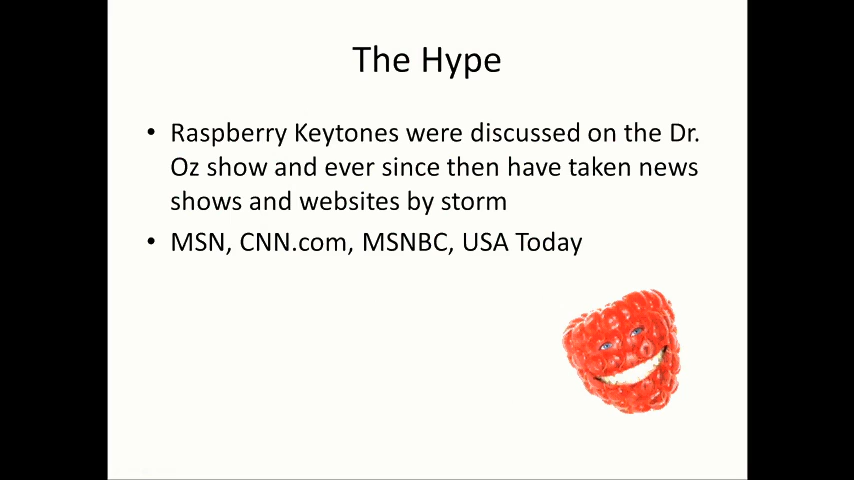 The Hype
• Raspberry Keytones were discussed on the Dr.
Oz show and ever since then have taken news
shows and websites by storm
• MSN, CNN.com, MSNBC, USA Today